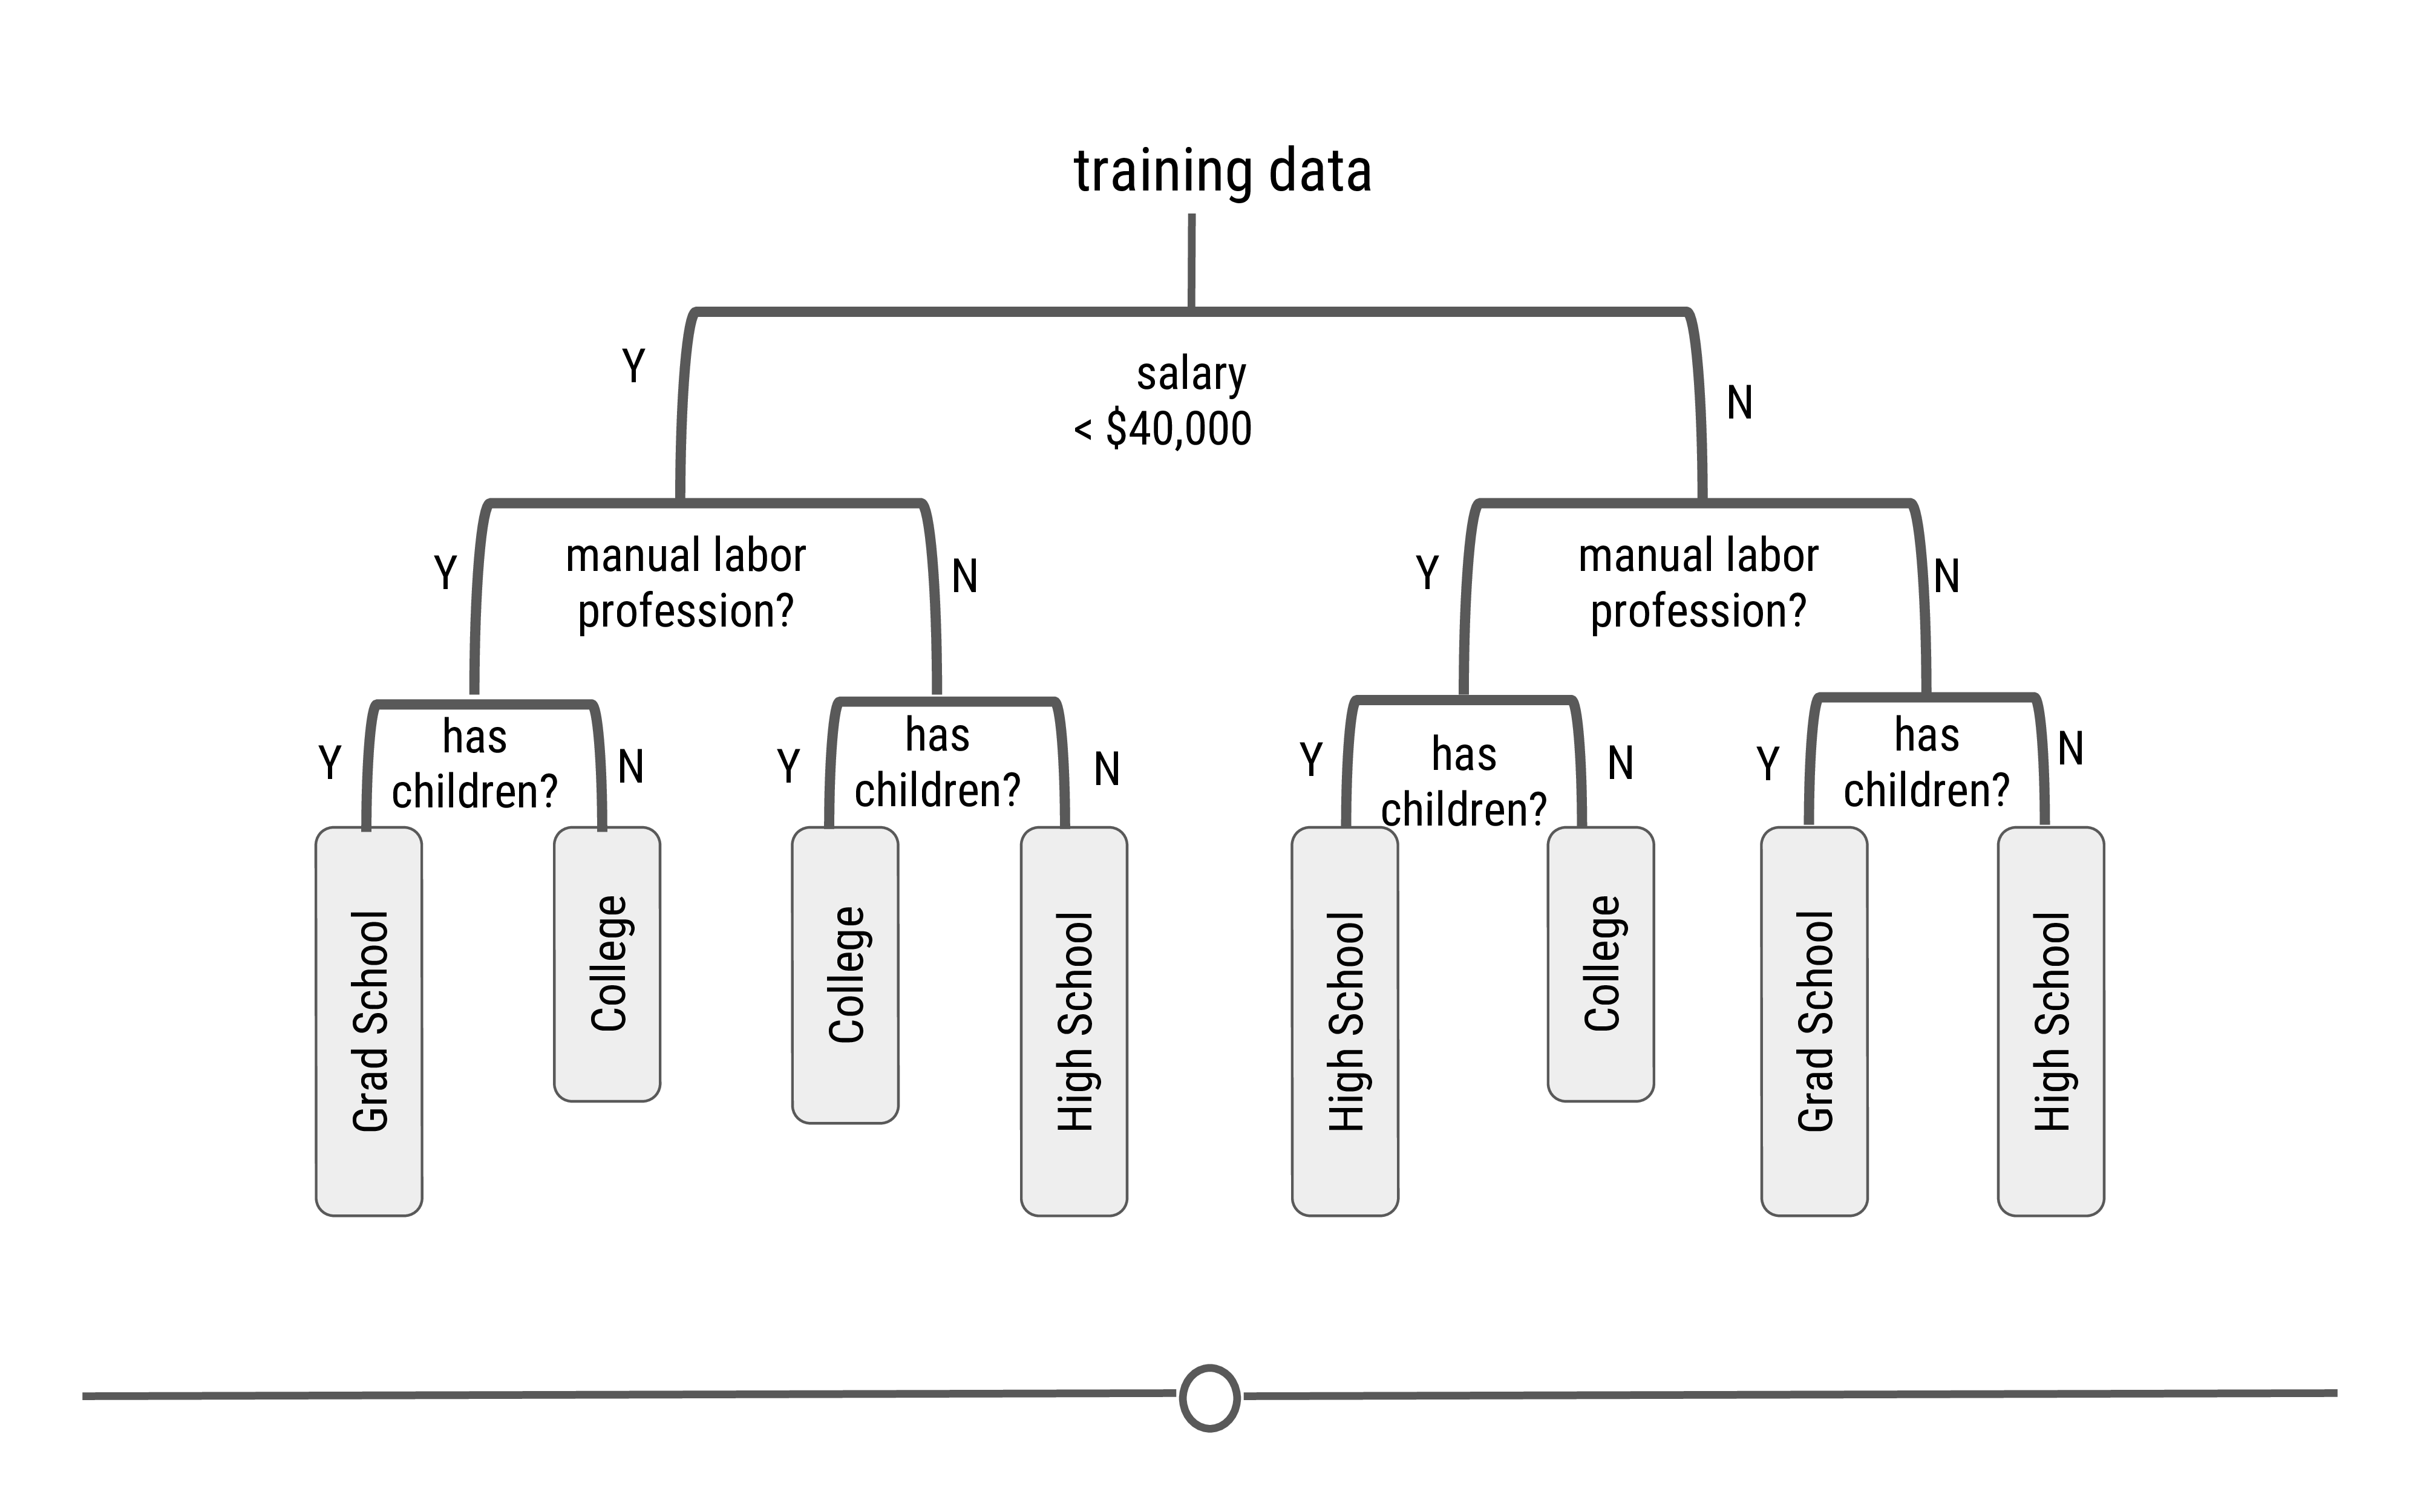 training data
Y
salary
< $40,000
N
Y
manual labor
profession?
N
Y
manual labor
profession?
N
Y
has
children?
N
Y
has
children?
N
Y
has
children?
N
Y
has
children?
N
Grad School
College
College
High School
High School
College
Grad School
High School